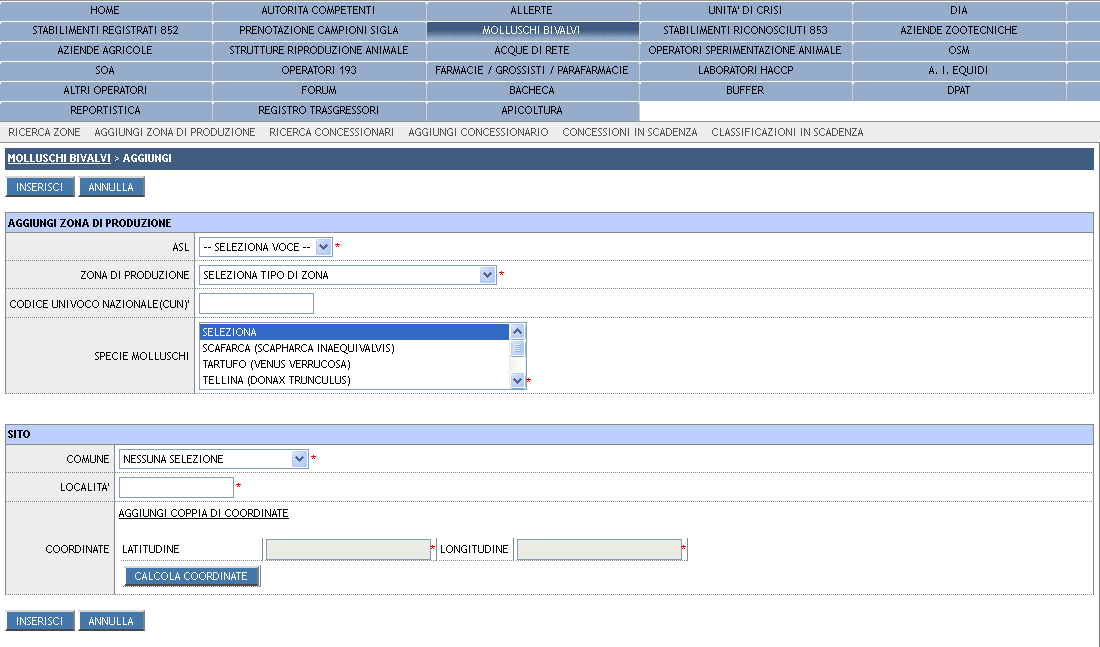 HOME AUTORITA COMPETENTI ALLERTE UNITA' DI CRISI DIA
STABILIMENTI REGISTRATI 852 PRENOTAZIONE CAMPIONI SIGLA MOLLUSCHI BIVALVI STABILIMENTI RICONOSCIUTI 853 AZIENDE ZOOTECNICHE
AZIENDE AGRICOLE STRUTTURE RIPRODUZIONE ANIMALE ACQUE DI RETE OPERATORI SPERIMENTAZIONE ANIMALE OSM
SOA OPERATORI 193 FARMACIE / GROSSISTI / PARAFARMACIE LABORATORI HACCP A. I. EQUIDI
ALTRI OPERATORI FORUM BACHECA BUFFER DPAT
REPORTISTICA REGISTRO TRASGRESSORI APICOLTURA
RICERCA ZONE AGGIUNGI ZONA DI PRODUZIONE RICERCA CONCESSIONARI AGGIUNGI CONCESSIONARIO CONCESSIONI IN SCADENZA CLASSIFICAZIONI IN SCADENZA
MOLLUSCHI BIVALVI > AGGIUNGI
INSERISCI ANNULLA
AGGIUNGI ZONA DI PRODUZIONE
ASL -- SELEZIONA VOCE -- *
ZONA DI PRODUZIONE SELEZIONA TIPO DI ZONA *
CODICE UNIVOCO NAZIONALE(CUN)'
SPECIE MOLLUSCHI
SELEZIONA
SCAFARCA (SCAPHARCA INAEQUIVALVIS)
TARTUFO (VENUS VERRUCOSA)
TELLINA (DONAX TRUNCULUS) *
SITO
COMUNE NESSUNA SELEZIONE *
LOCALITA' *
AGGIUNGI COPPIA DI COORDINATE
COORDINATE LATITUDINE * LONGITUDINE *
CALCOLA COORDINATE
INSERISCI ANNULLA